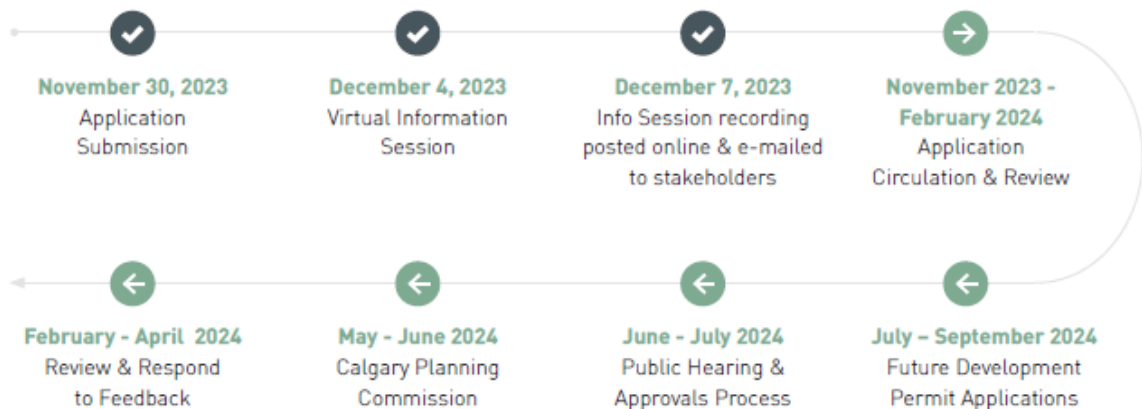 November 30, 2023
Application
Submission
December 4, 2023
Virtual Information
Session
December 7, 2023
Info Session recording
posted online & e-mailed
to stakeholders
November 2023 -
February 2024
Application
Circulation & Review
February - April 2024
Review & Respond
to Feedback
May - June 2024
Calgary Planning
Commission
June - July 2024
Public Hearing &
Approvals Process
July – September 2024
Future Development
Permit Applications